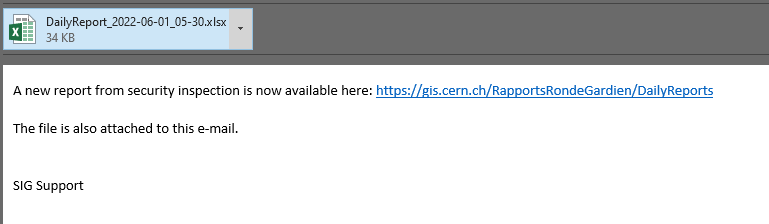 DailyReport_2022-06-01_05-30.xlsx
34 KB
A new report from security inspection is now available here: https://gis.cern.ch/RapportsRondeGardien/DailyReports
The file is also attached to this e-mail.
SIG Support